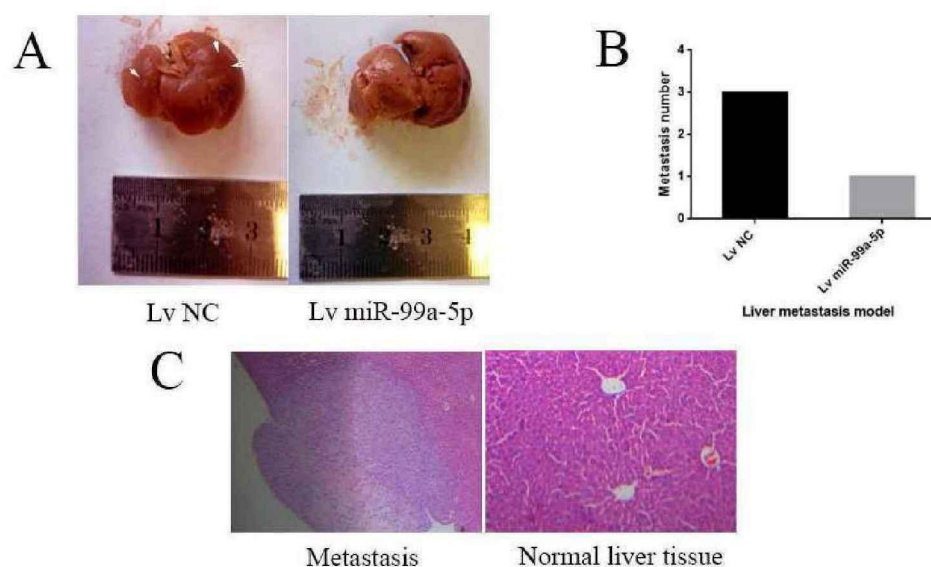 A
1
3
1
3
4
Lv NC
Lv miR-99a-5p
B
Metastasis number
4
3
2
1
0
Lv NC
Lv miR-99a-5p
Liver metastasis model
C
Metastasis
Normal liver tissue